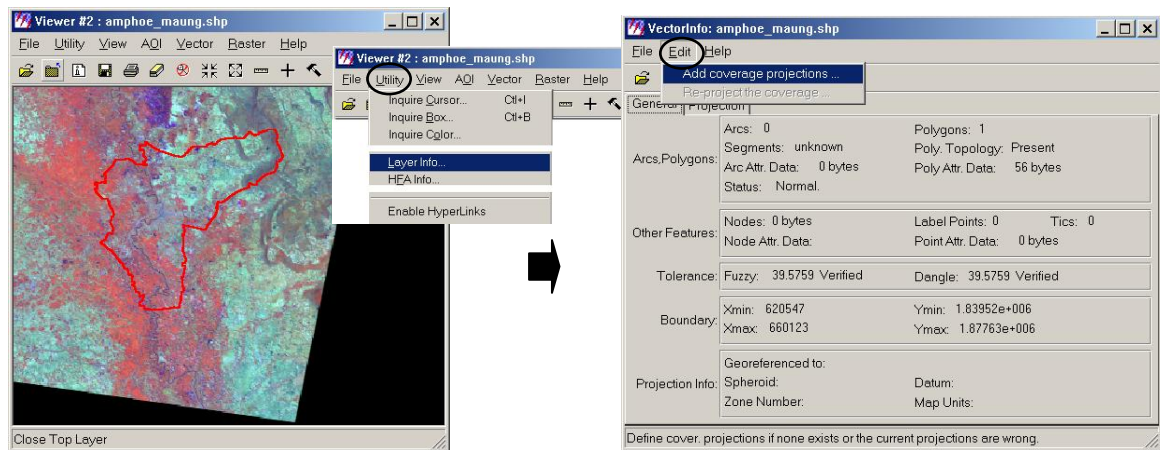 Viewer #2 : amphoe_maung.shp
File Utility View AOI Vector Raster Help
Close Top Layer
Viewer #2 : amphoe_maung.shp
File Utility View AOI Vector Raster Help
Inquire Cursor... Ctl+I
Inquire Box... Ctl+B
Inquire Color...
Layer Info...
HFA Info...
Enable HyperLinks
VectorInfo: amphoe_maung.shp
File Edit Help
Add coverage projections ...
Re-project the coverage ...
General Projection
Arcs,Polygons:
Arcs: 0 Polygons: 1
Segments: unknown Poly. Topology: Present
Arc Attr. Data: 0 bytes Poly Attr. Data: 56 bytes
Status: Normal.
Other Features:
Nodes: 0 bytes Label Points: 0 Tics: 0
Node Attr. Data: Point Attr. Data: 0 bytes
Tolerance: Fuzzy: 39.5759 Verified Dangle: 39.5759 Verified
Boundary:
Xmin: 620547 Ymin: 1.83952e+006
Xmax: 660123 Ymax: 1.87763e+006
Projection Info:
Georeferenced to:
Spheroid: Datum:
Zone Number: Map Units:
Define cover. projections if none exists or the current projections are wrong.